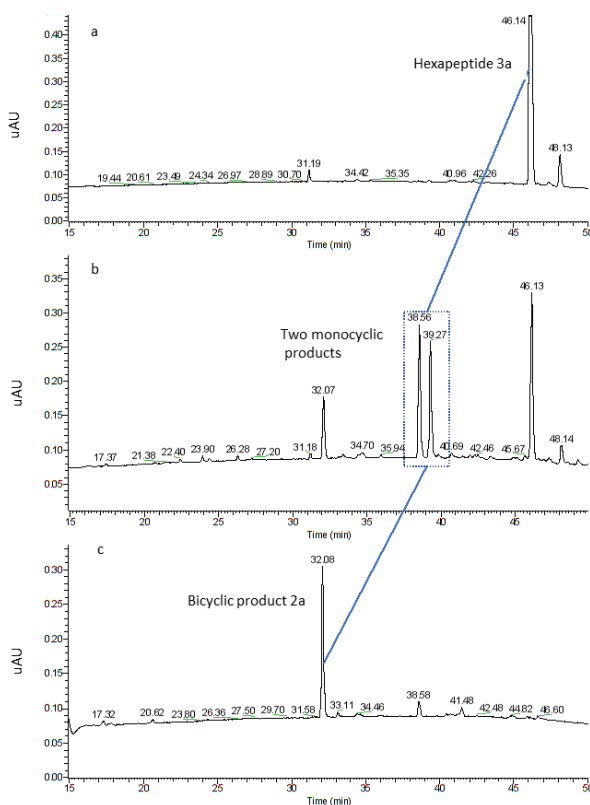 a
46.14
Hexapeptide 3a
0.40
0.35
0.30
0.25
0.20
0.15
0.10
0.05
0.00
uAU
48.13
31.19
19.44 20.61 23.49 24.34 26.97 28.89 30.70 34.42 35.35 40.96 42.26
15 20 25 30 35 40 45 50
Time (min)
b
0.35
0.30
0.25
0.20
0.15
0.10
0.05
uAU
46.13
38.56
39.27
Two monocyclic
products
32.07
48.14
17.37 21.38 22.40 23.90 26.28 27.20 31.18 34.70 35.94 40.69 42.46 45.67
15 20 25 30 35 40 45 50
Time (min)
c
32.08
0.30
0.25
0.20
0.15
0.10
0.05
0.00
uAU
Bicyclic product 2a
17.32 20.62 23.80 26.36 27.50 29.70 31.58 33.11 34.46 38.58 41.48 42.48 44.82 46.60
15 20 25 30 35 40 45 50
Time (min)